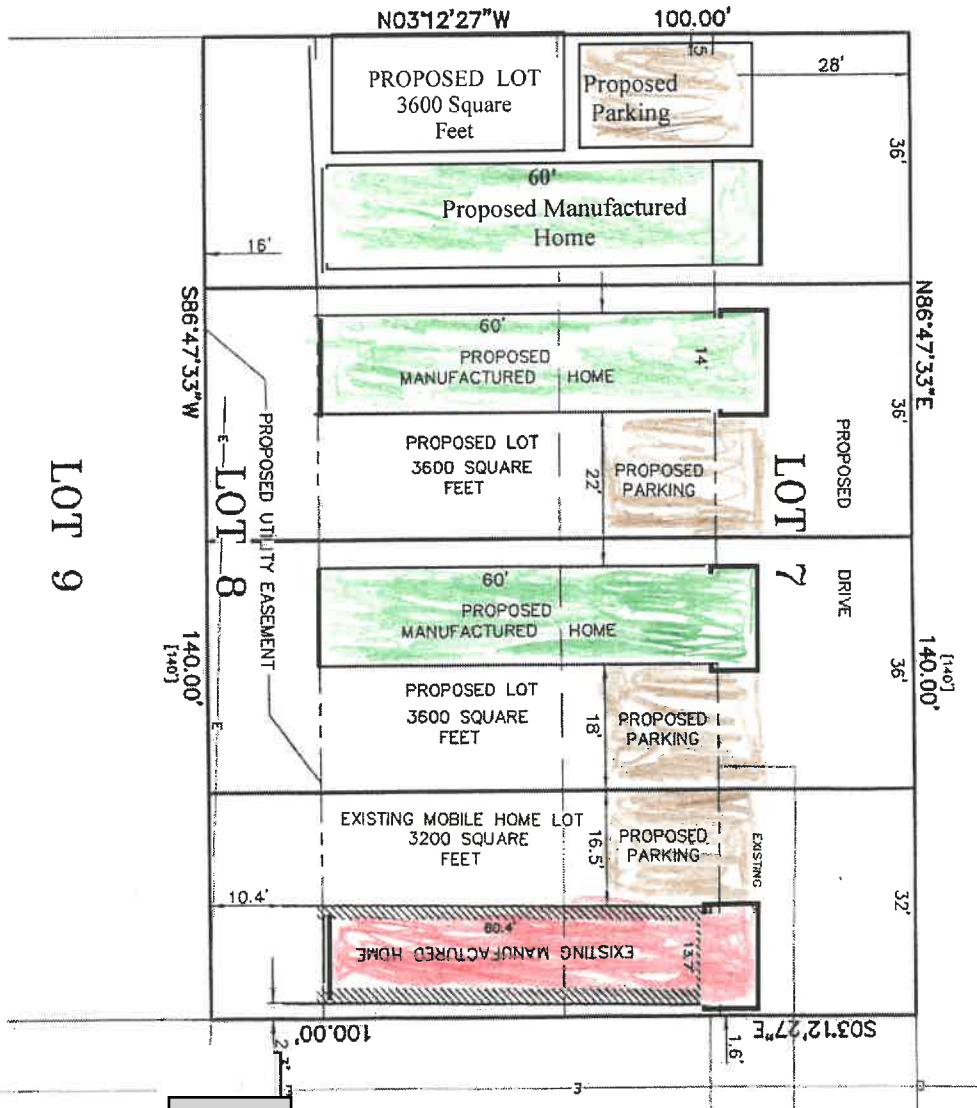 N03°12'27"W
100.00'
5'
28'
PROPOSED LOT
3600 Square
Feet
Proposed
Parking
36'
60'
Proposed Manufactured
Home
16'
S86°47'33"W
N86°47'33"E
60'
PROPOSED
MANUFACTURED HOME
14'
36'
PROPOSED LOT
3600 SQUARE
FEET
22'
PROPOSED
PARKING
PROPOSED
DRIVE
LOT 7
LOT 9
LOT 8
E
PROPOSED UTILITY EASEMENT
60'
PROPOSED
MANUFACTURED HOME
140.00'
[140']
140.00'
[140']
36'
PROPOSED LOT
3600 SQUARE
FEET
18'
PROPOSED
PARKING
E
EXISTING MOBILE HOME LOT
3200 SQUARE
FEET
16.5'
PROPOSED
PARKING
EXISTING
32'
10.4'
60.4'
EXISTING MANUFACTURED HOME
13.7'
100.00'
S03°12'27"E
1.6'
E